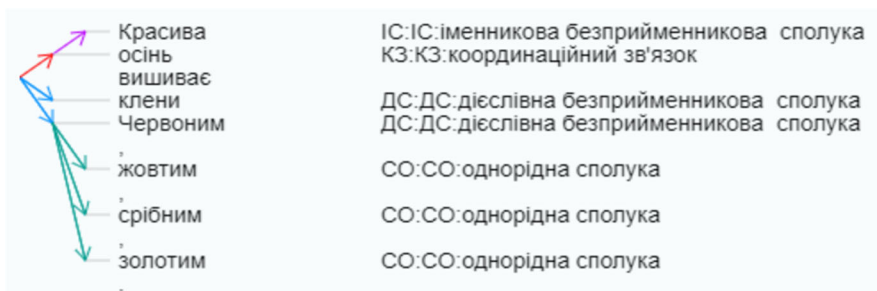 Красива IC:IC:іменникова безприйменникова сполука
осінь КЗ:КЗ:координаційний зв'язок
вишиває
клени ДС:ДС:дієслівна безприйменникова сполука
Червоним ДС:ДС:дієслівна безприйменникова сполука
,
жовтим СО:СО:однорідна сполука
,
срібним СО:СО:однорідна сполука
,
золотим СО:СО:однорідна сполука
.